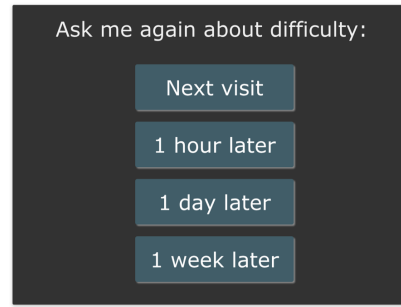 Ask me again about difficulty:
Next visit
1 hour later
1 day later
1 week later